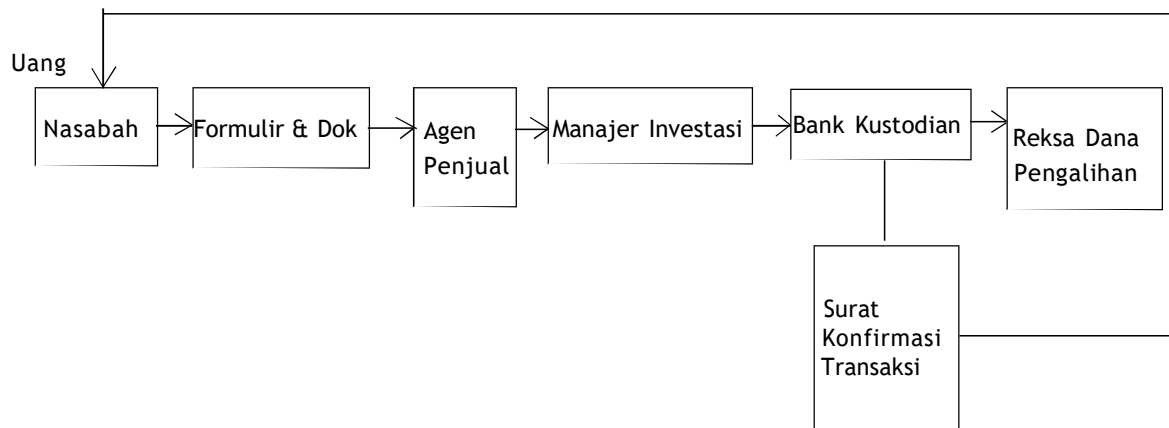 Uang
Nasabah
Formulir & Dok
Agen
Penjual
Manajer Investasi
Bank Kustodian
Reksa Dana
Pengalihan
Surat
Konfirmasi
Transaksi